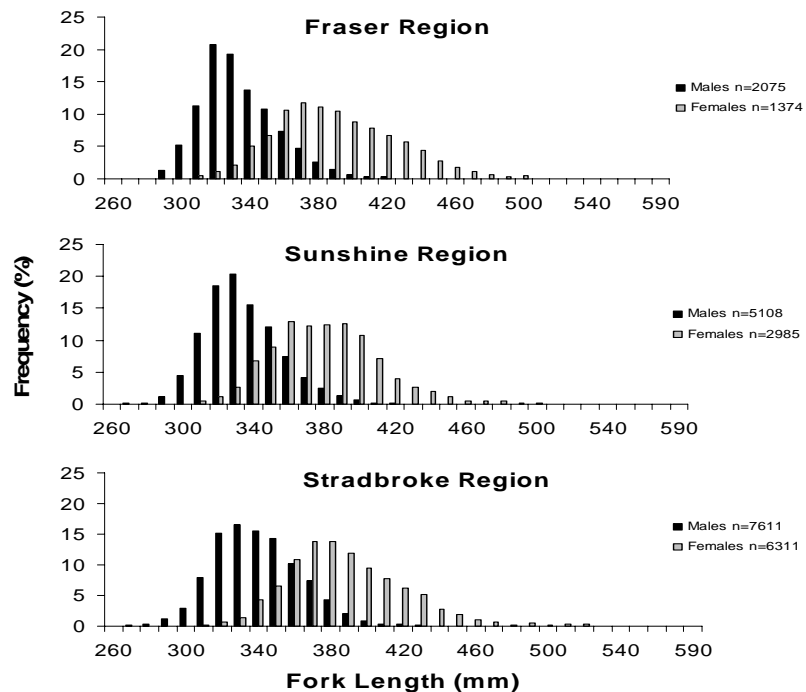 Fraser Region
25
20
15
10
5
0
260 300 340 380 420 460 500 540 590
Males n=2075
Females n=1374
Sunshine Region
25
20
15
10
5
0
260 300 340 380 420 460 500 540 590
Males n=5108
Females n=2985
Frequency (%)
Stradbroke Region
25
20
15
10
5
0
260 300 340 380 420 460 500 540 590
Males n=7611
Females n=6311
Fork Length (mm)